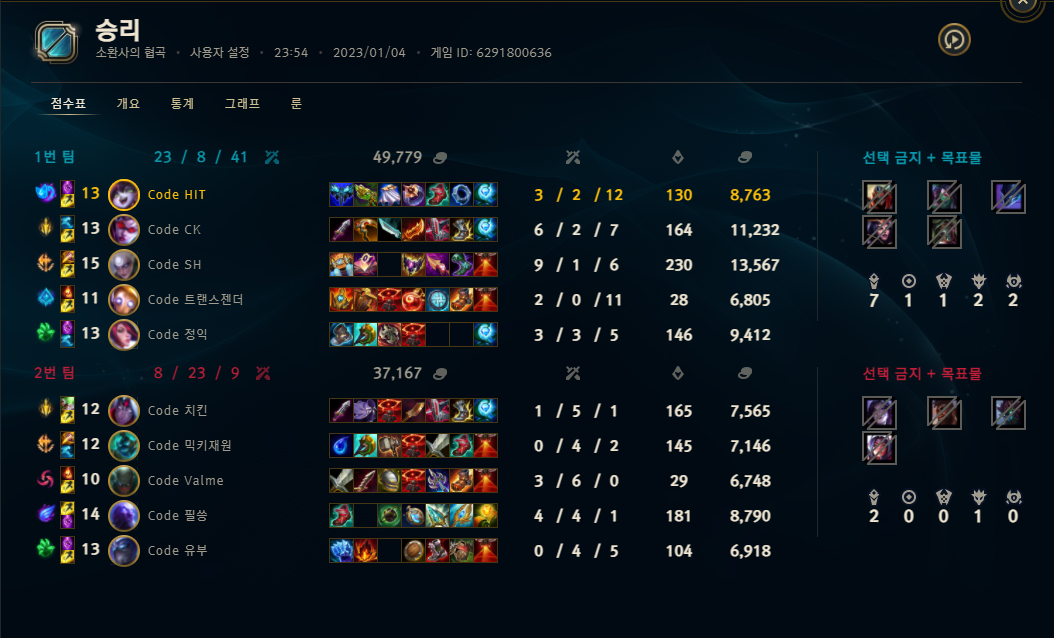 승리
소환사의 협곡 • 사용자 설정 • 23:54 • 2023/01/04 • 게임 ID: 6291800636
점수표 개요 통계 그래프 룬
1번 팀 23 / 8 / 41 49,779 선택 금지 + 목표물
13 Code HIT 3 / 2 / 12 130 8,763
13 Code CK 6 / 2 / 7 164 11,232
15 Code SH 9 / 1 / 6 230 13,567
11 Code 트랜스젠더 2 / 0 / 11 28 6,805
7 1 1 2 2
13 Code 정익 3 / 3 / 5 146 9,412
2번 팀 8 / 23 / 9 37,167 선택 금지 + 목표물
12 Code 치킨 1 / 5 / 1 165 7,565
12 Code 믹키재원 0 / 4 / 2 145 7,146
10 Code Valme 3 / 6 / 0 29 6,748
14 Code 필쏭 4 / 4 / 1 181 8,790
2 0 0 1 0
13 Code 유부 0 / 4 / 5 104 6,918